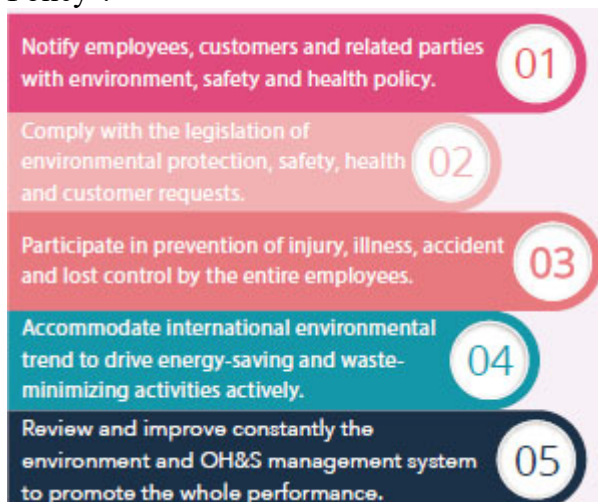 Notify employees, customers and related parties
with environment, safety and health policy.
01
Comply with the legislation of
environmental protection, safety, health
and customer requests.
02
Participate in prevention of injury, illness, accident
and lost control by the entire employees.
03
Accommodate international environmental
trend to drive energy-saving and waste-
minimizing activities actively.
04
Review and improve constantly the
environment and OH&S management system
to promote the whole performance.
05